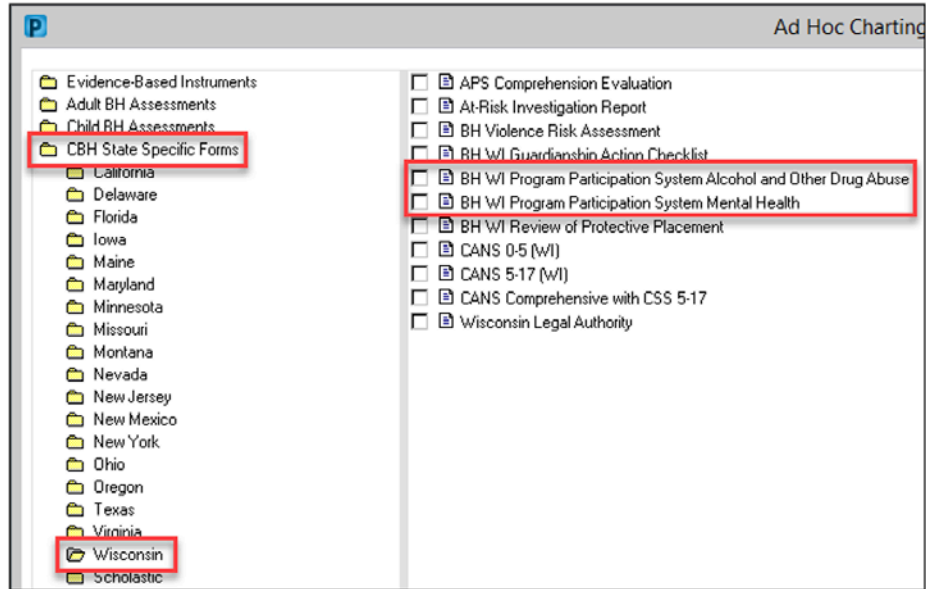 P
Ad Hoc Charting
Evidence-Based Instruments
Adult BH Assessments
Child BH Assessments
CBH State Specific Forms
California
Delaware
Florida
Iowa
Maine
Maryland
Minnesota
Missouri
Montana
Nevada
New Jersey
New Mexico
New York
Ohio
Oregon
Texas
Virginia
Wisconsin
Scholastic
APS Comprehension Evaluation
At-Risk Investigation Report
BH Violence Risk Assessment
BH WI Guardianship Action Checklist
BH WI Program Participation System Alcohol and Other Drug Abuse
BH WI Program Participation System Mental Health
BH WI Review of Protective Placement
CANS 0-5 (WI)
CANS 5-17 (WI)
CANS Comprehensive with CSS 5-17
Wisconsin Legal Authority